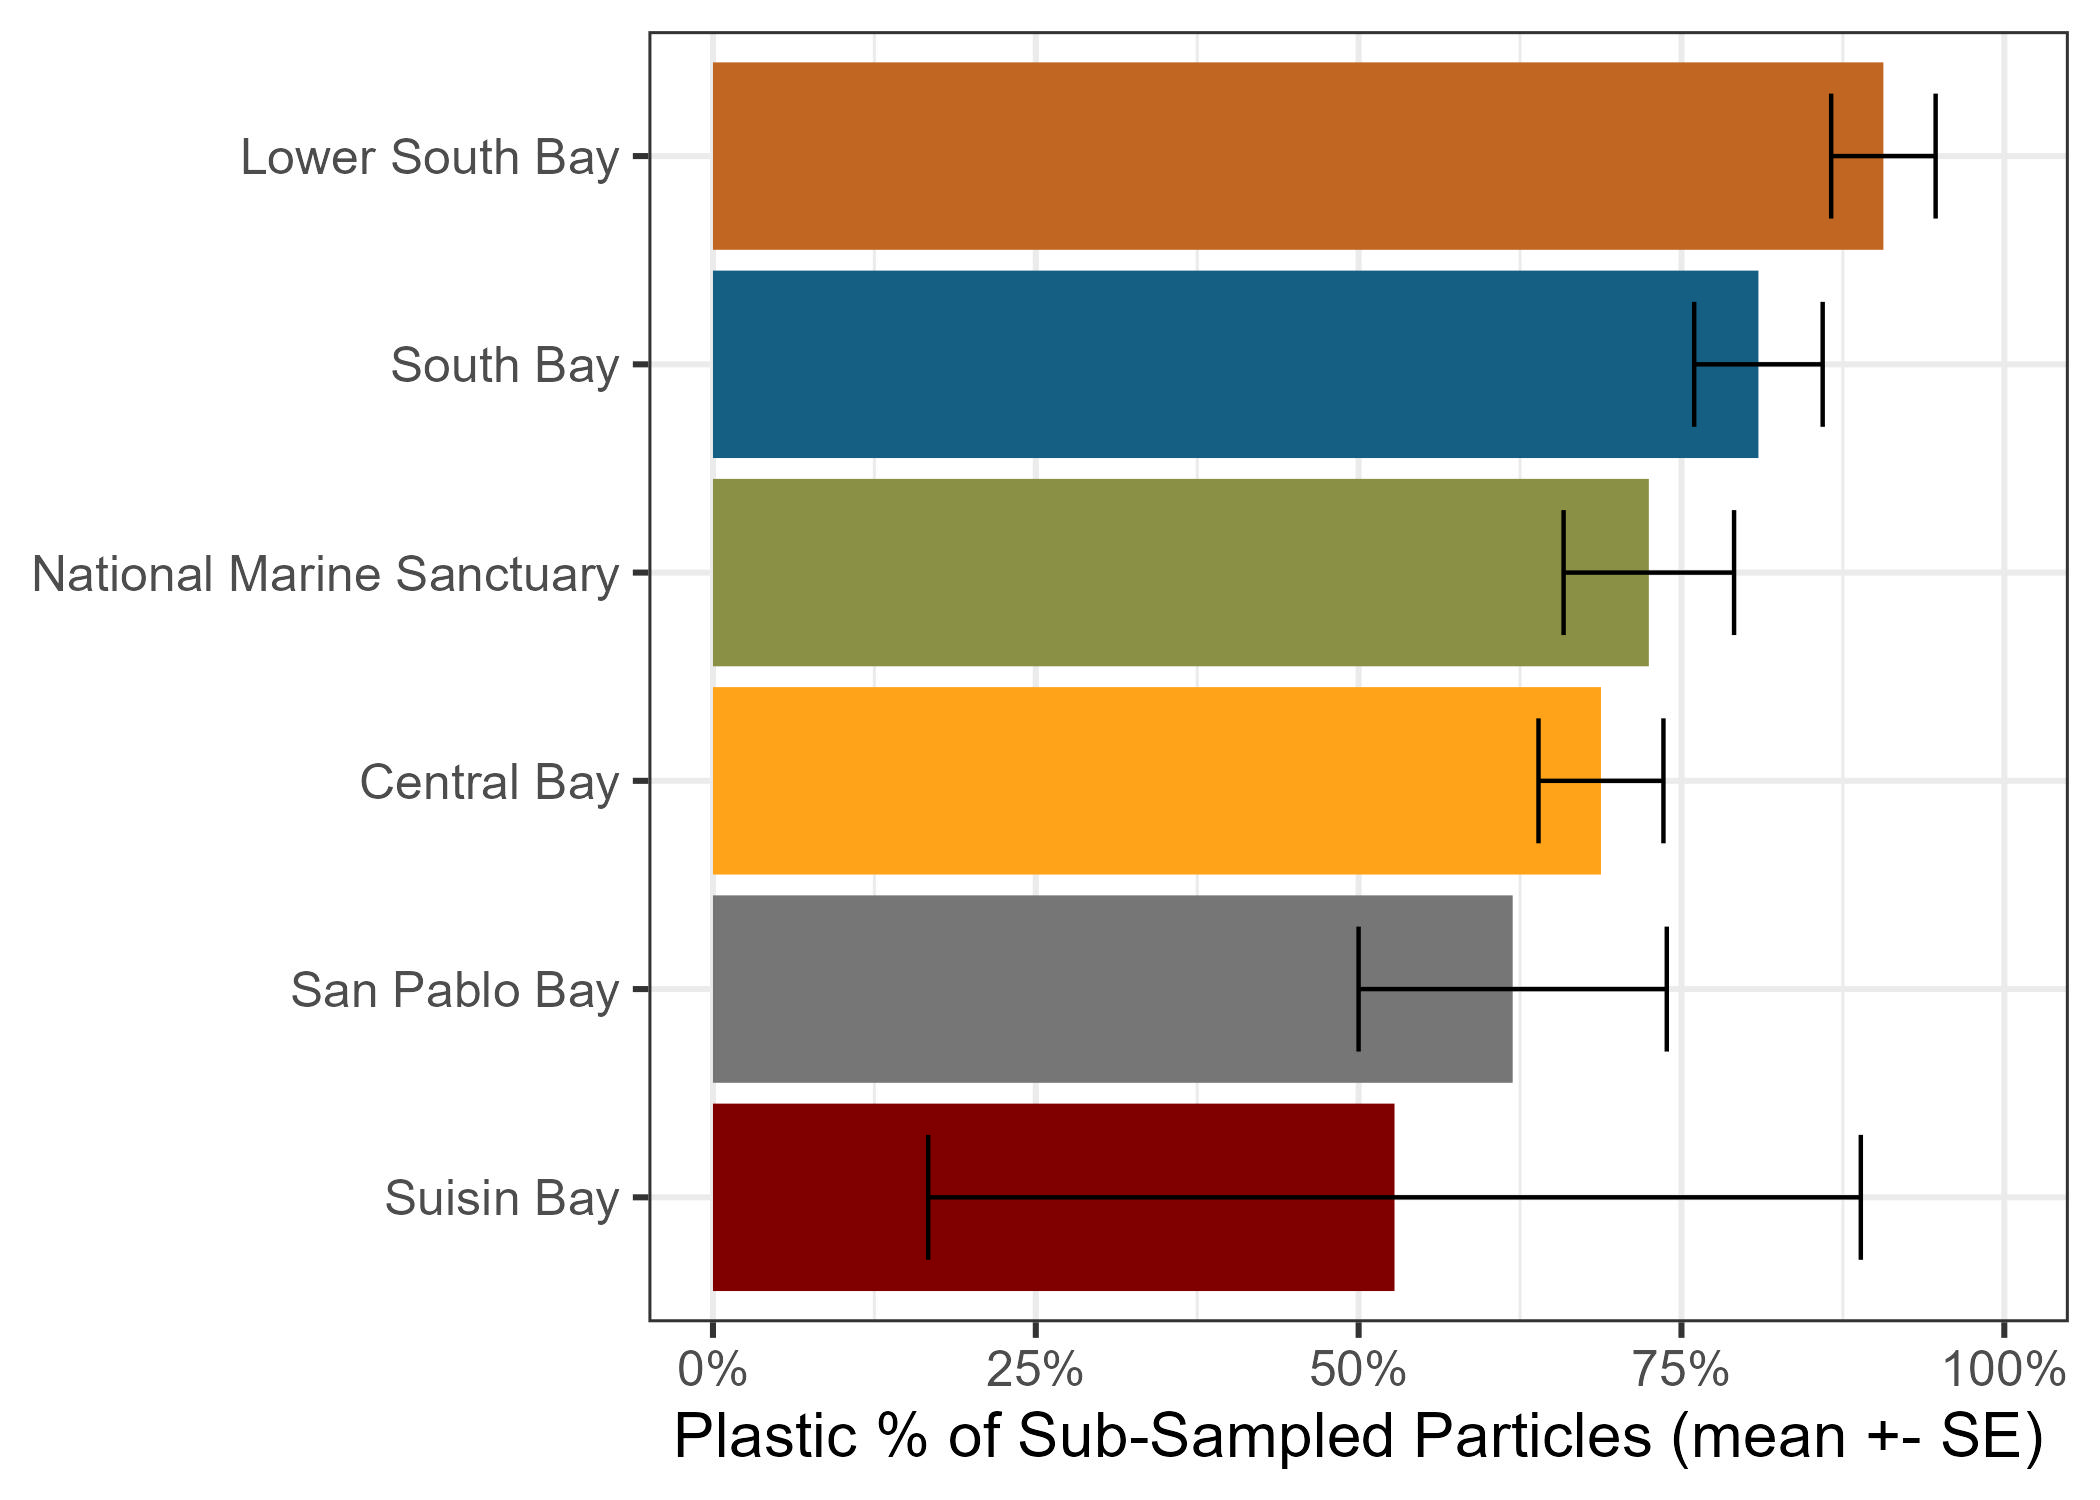 Lower South Bay
South Bay
National Marine Sanctuary
Central Bay
San Pablo Bay
Suisin Bay
0% 25% 50% 75% 100%
Plastic % of Sub-Sampled Particles (mean +- SE)